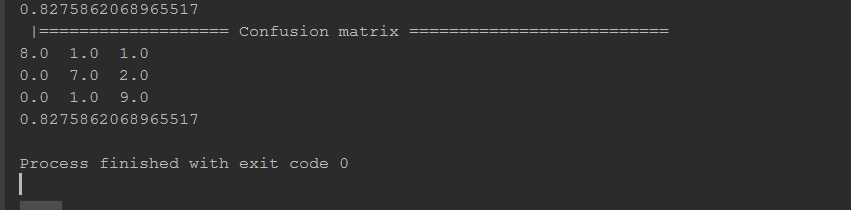 0.8275862068965517
|=================== Confusion matrix ==========================
8.0 1.0 1.0
0.0 7.0 2.0
0.0 1.0 9.0
0.8275862068965517
Process finished with exit code 0